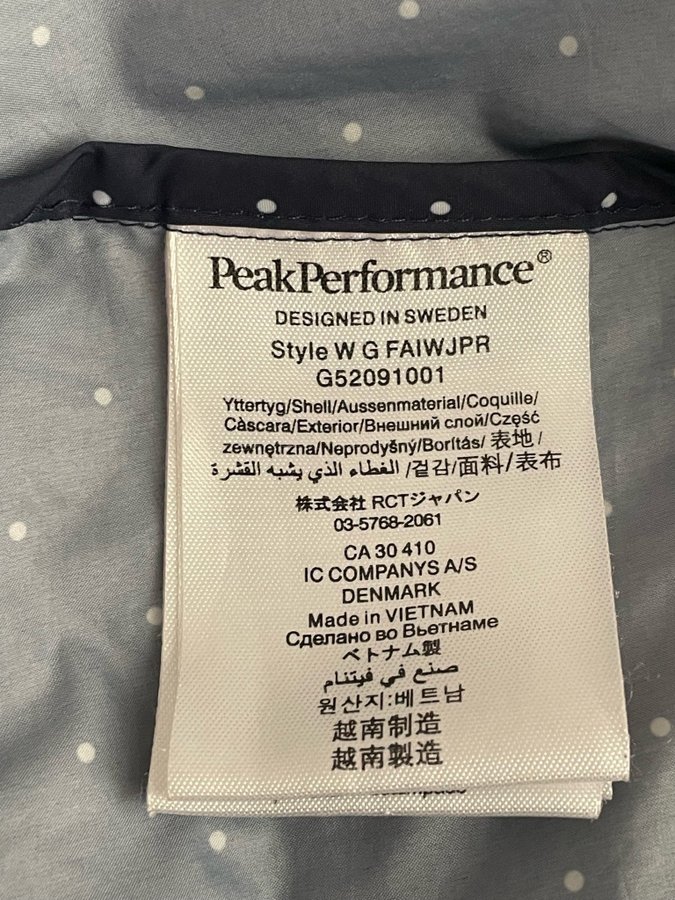 PeakPerformance®
DESIGNED IN SWEDEN
Style W G FAIWJPR
G52091001
Yttertyg/Shell/Aussenmaterial/Coquille/
Càscara/Exterior/Внешний слой/Część
zewnętrzna/Neprodyšný/Borítás/ 表地 /
الغطاء الذي يشبه القشرة /겉감/面料/表布
株式会社 RCTジャパン
03-5768-2061
CA 30 410
IC COMPANYS A/S
DENMARK
Made in VIETNAM
Сделано во Вьетнаме
ベトナム製
صنع في فيتنام
원산지:베트남
越南制造
越南製造